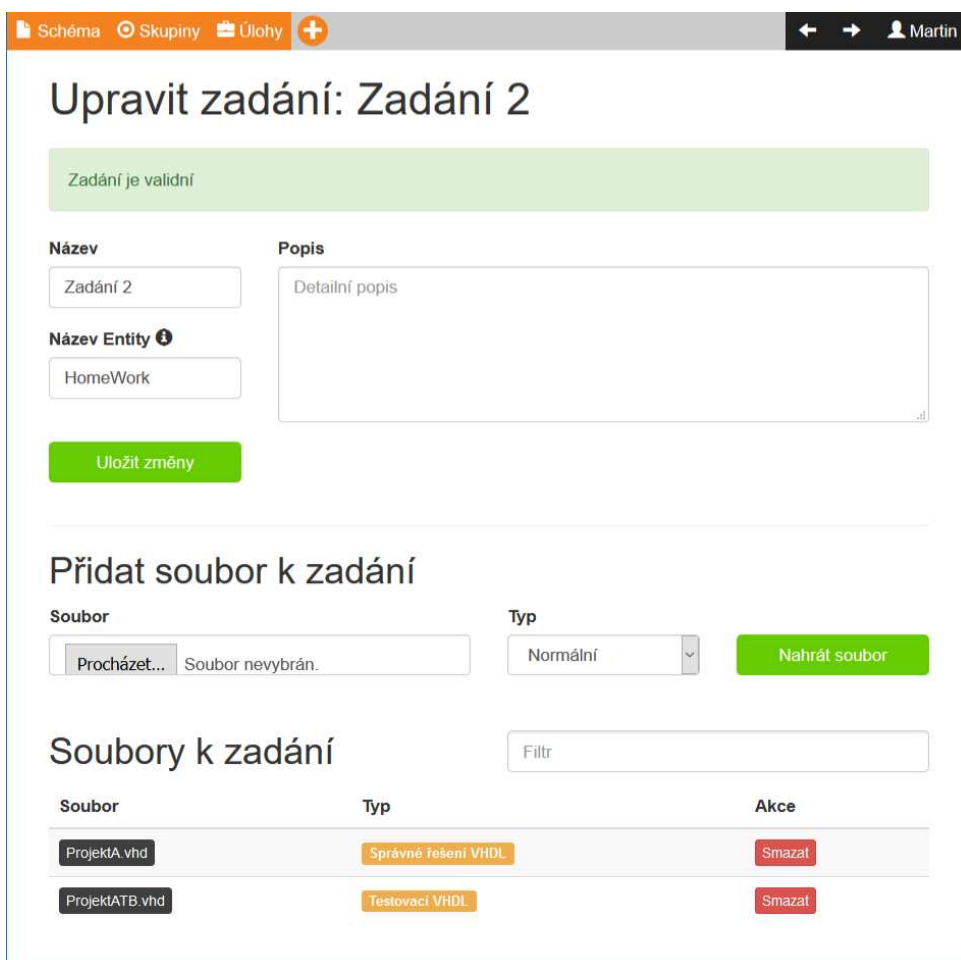 Schéma Skupiny Úlohy Martin
Upravit zadání: Zadání 2
Zadání je validní
Název Popis
Zadání 2 Detailní popis
Název Entity
HomeWork
Uložit změny
Přidat soubor k zadání
Soubor Typ
Procházet... Soubor nevybrán. Normální Nahrát soubor
Soubory k zadání Filtr
Soubor Typ Akce
ProjektA.vhd Správné řešení VHDL Smazat
ProjektATB.vhd Testovací VHDL Smazat